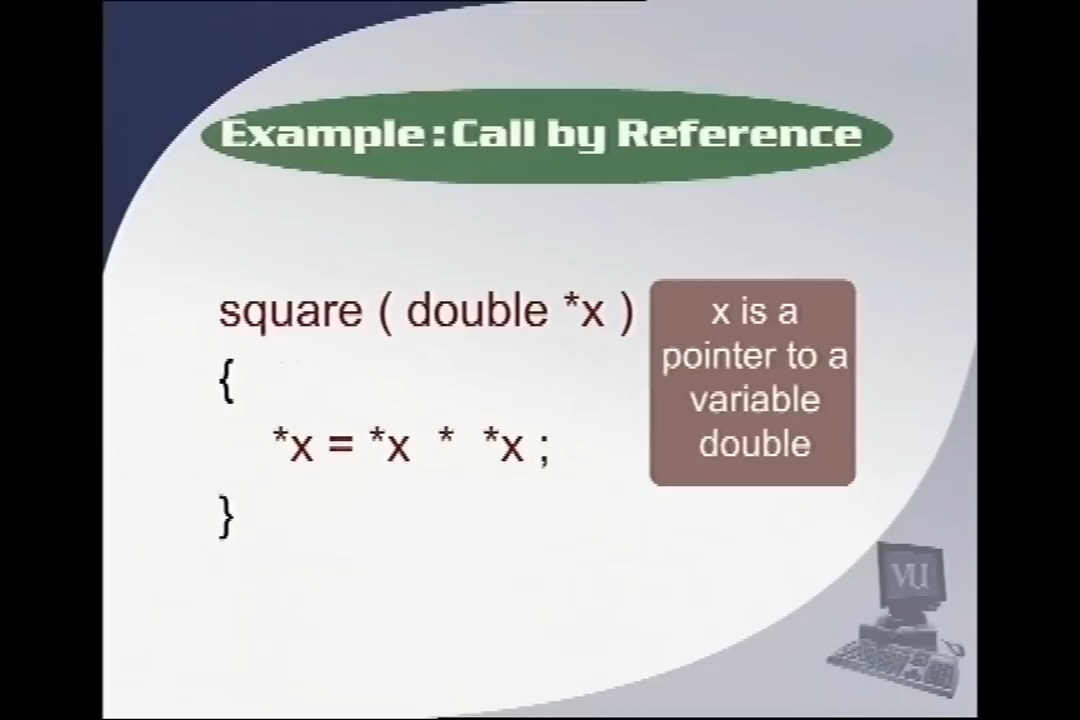 Example:Call by Reference
square ( double *x )
{
*x = *x * *x ;
}
x is a
pointer to a
variable
double
VU